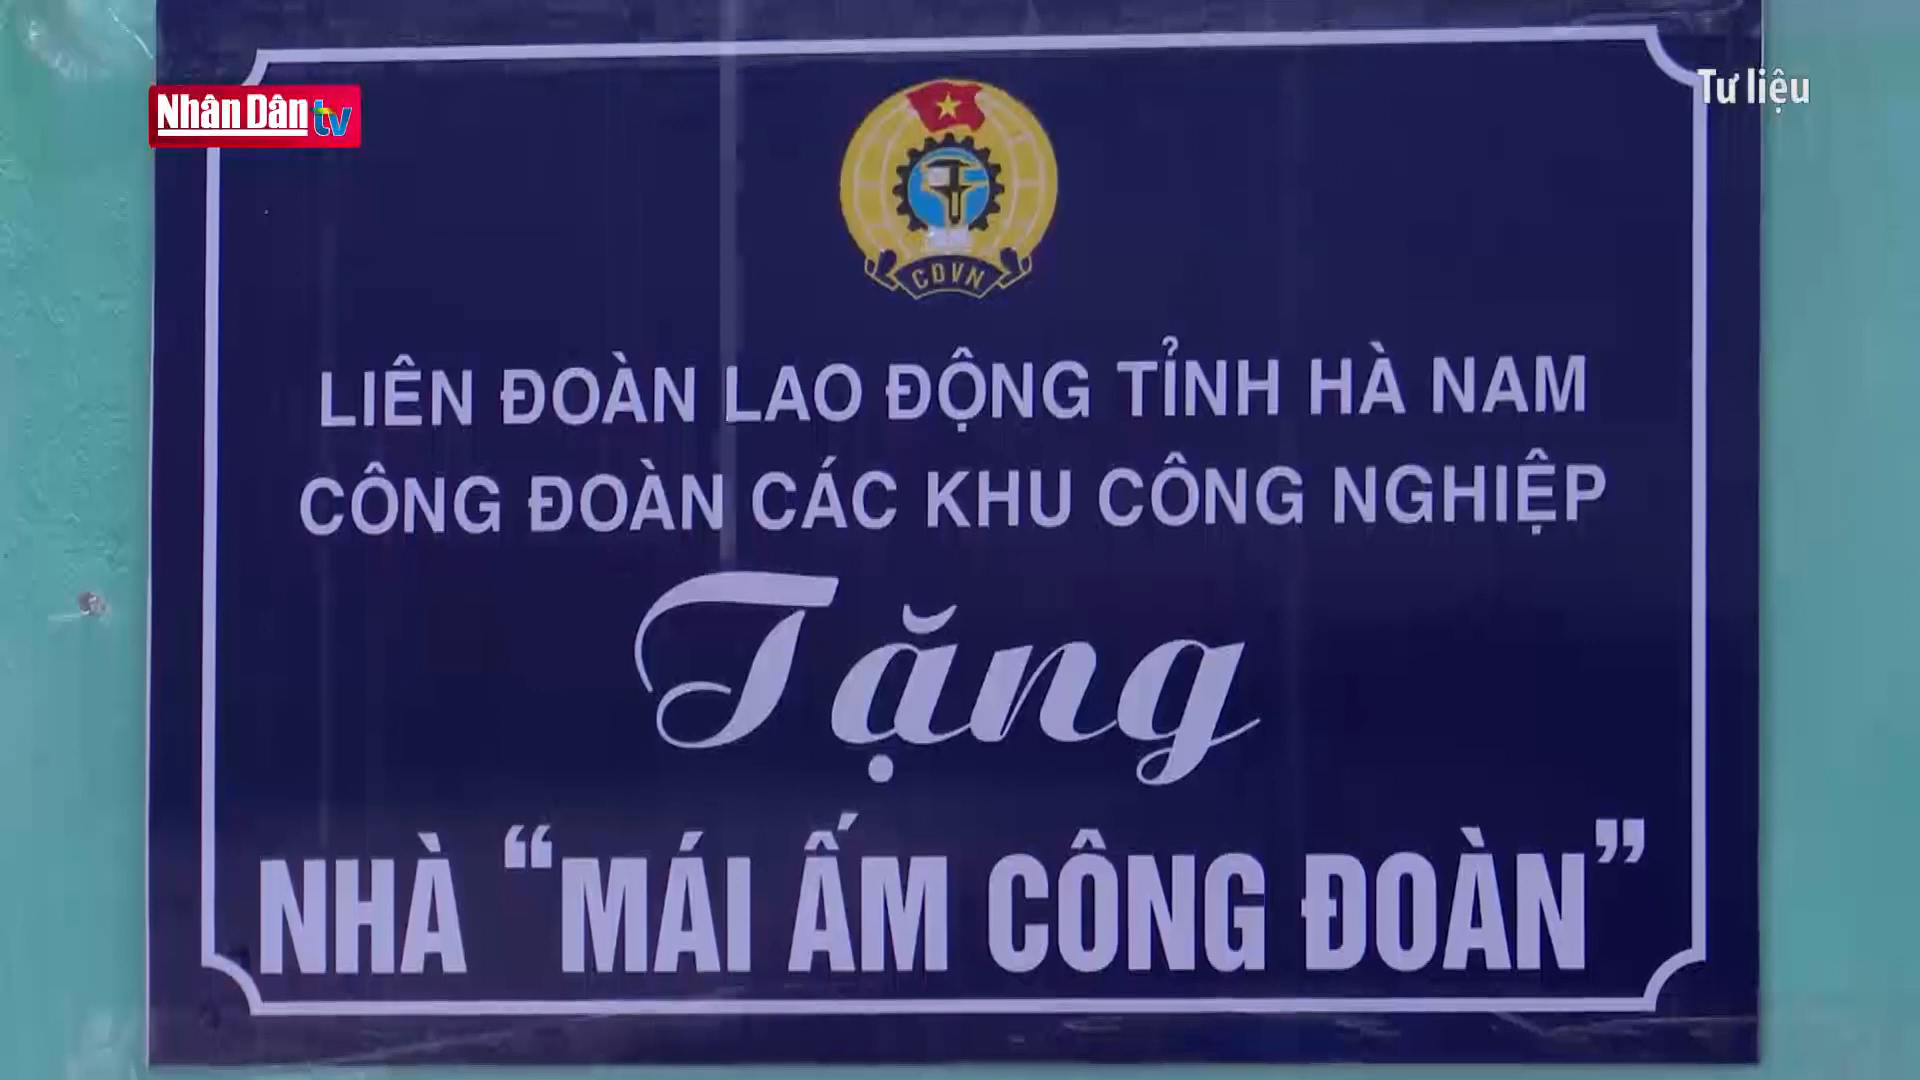 Nhân Dân tv
Tư liệu
CĐVN
LIÊN ĐOÀN LAO ĐỘNG TỈNH HÀ NAM
CÔNG ĐOÀN CÁC KHU CÔNG NGHIỆP
Tặng
NHÀ “MÁI ẤM CÔNG ĐOÀN”